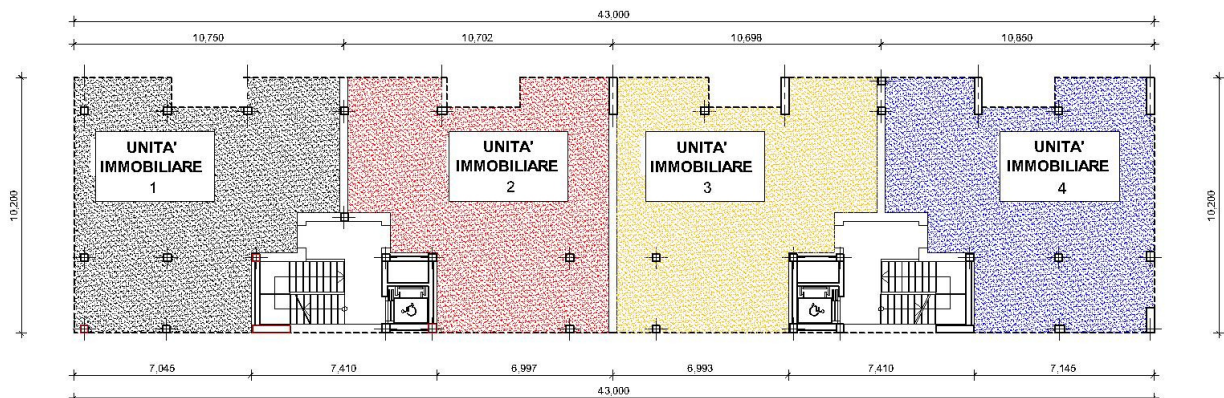 43,000
10,750 10,702 10,698 10,850
10,200 10,200
UNITA' UNITA' UNITA' UNITA'
IMMOBILIARE IMMOBILIARE IMMOBILIARE IMMOBILIARE
1 2 3 4
7,045 7,410 6,997 6,993 7,410 7,145
43,000